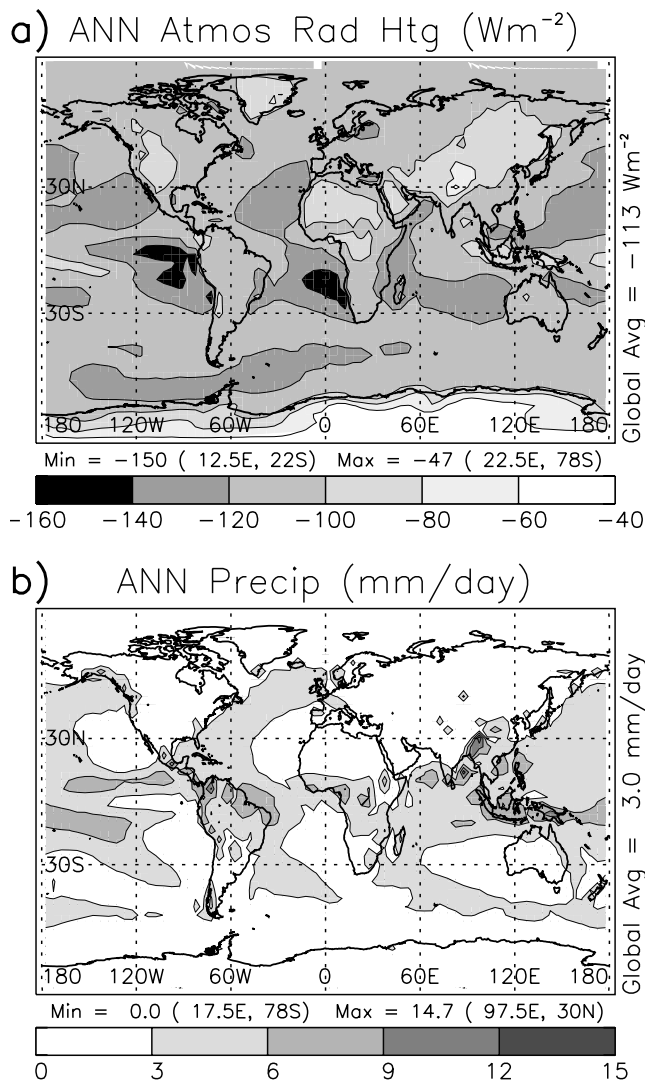 a) ANN Atmos Rad Htg (Wm⁻²)
30N
30S
180 120W 60W 0 60E 120E 180
Global Avg = −113 Wm⁻²
Min = −150 ( 12.5E, 22S) Max = −47 ( 22.5E, 78S)
−160 −140 −120 −100 −80 −60 −40
b) ANN Precip (mm/day)
30N
30S
180 120W 60W 0 60E 120E 180
Global Avg = 3.0 mm/day
Min = 0.0 ( 17.5E, 78S) Max = 14.7 ( 97.5E, 30N)
0 3 6 9 12 15